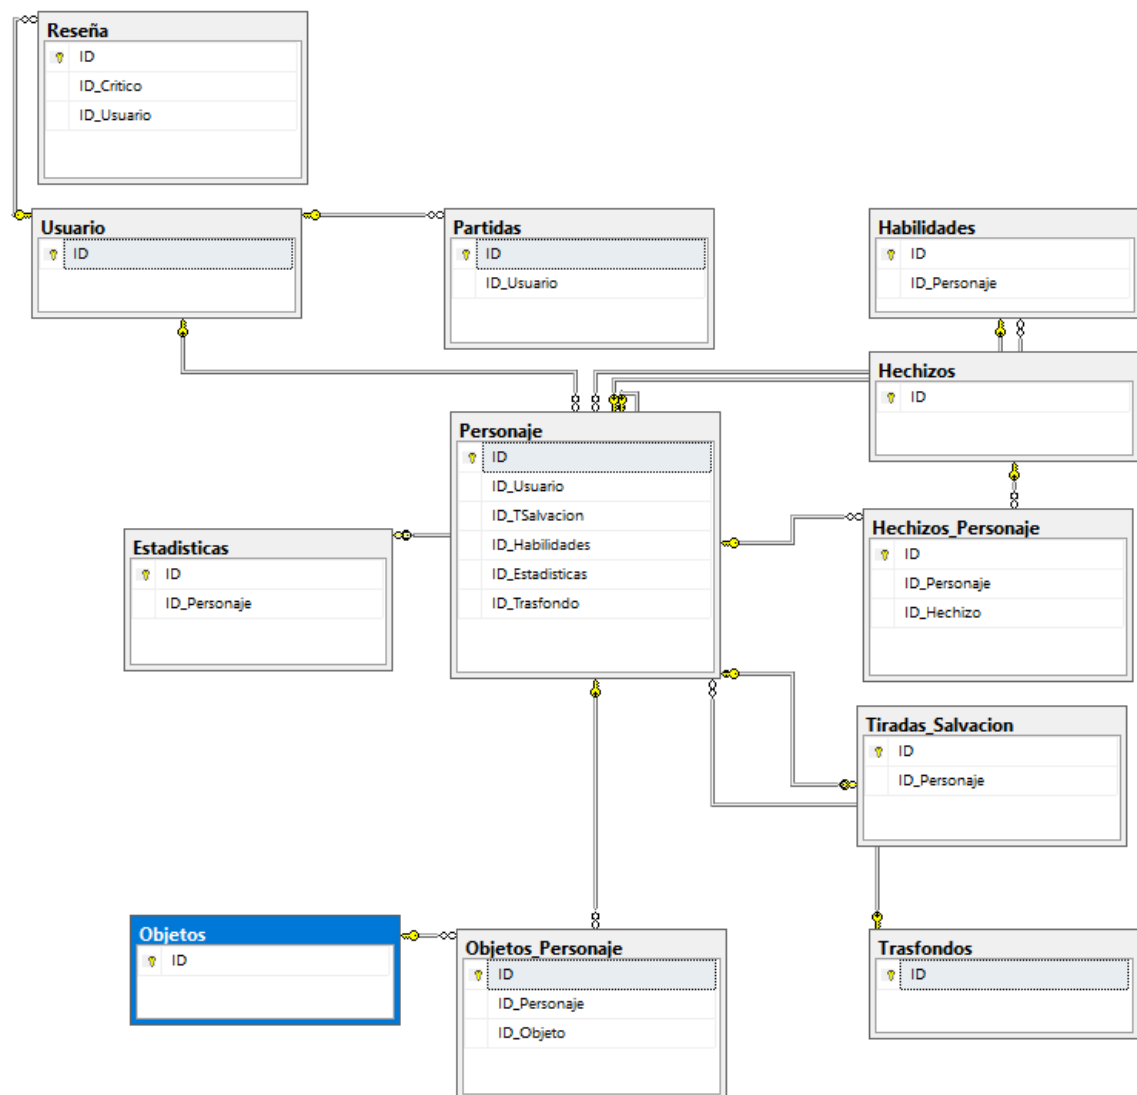 Reseña
ID
ID_Critico
ID_Usuario
Usuario
ID
Partidas
ID
ID_Usuario
Habilidades
ID
ID_Personaje
Hechizos
ID
Personaje
ID
ID_Usuario
ID_TSalvacion
ID_Habilidades
ID_Estadisticas
ID_Trasfondo
Estadisticas
ID
ID_Personaje
Hechizos_Personaje
ID
ID_Personaje
ID_Hechizo
Tiradas_Salvacion
ID
ID_Personaje
Objetos
ID
Objetos_Personaje
ID
ID_Personaje
ID_Objeto
Trasfondos
ID